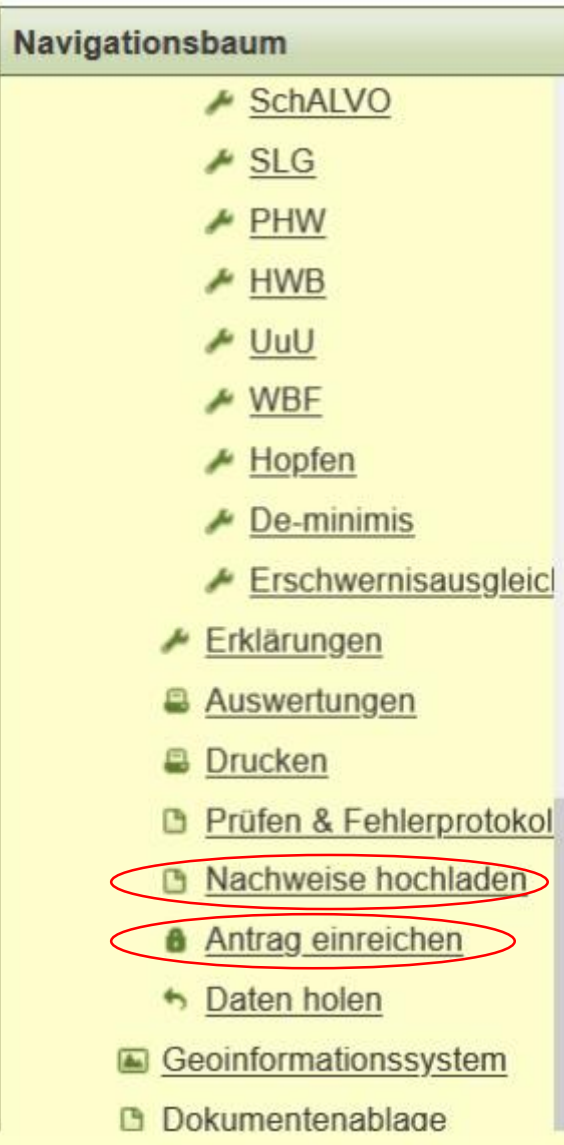 Navigationsbaum
SchALVO
SLG
PHW
HWB
UuU
WBF
Hopfen
De-minimis
Erschwernisausgleicl
Erklärungen
Auswertungen
Drucken
Prüfen & Fehlerprotokol
Nachweise hochladen
Antrag einreichen
Daten holen
Geoinformationssystem
Dokumentenablage